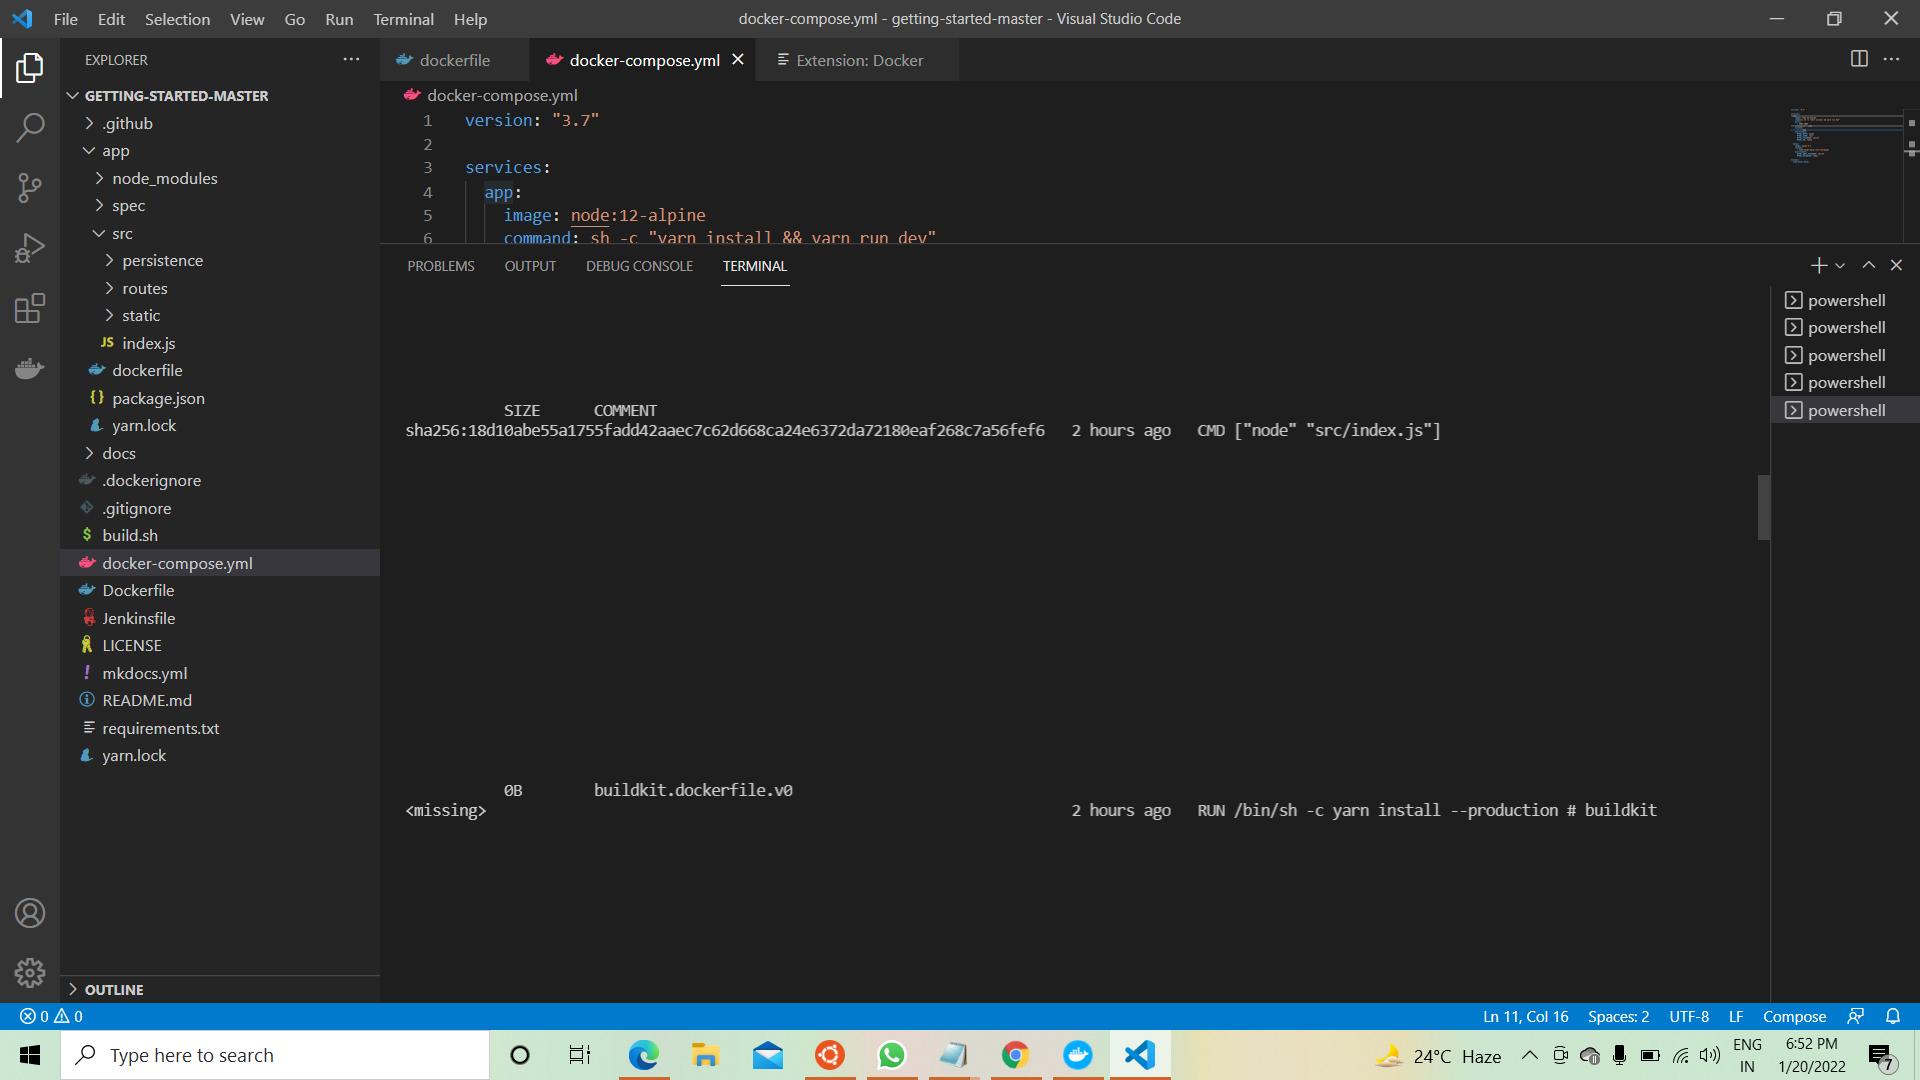 File Edit Selection View Go Run Terminal Help
docker-compose.yml - getting-started-master - Visual Studio Code
EXPLORER
GETTING-STARTED-MASTER
.github
app
node_modules
spec
src
persistence
routes
static
JS index.js
dockerfile
{} package.json
yarn.lock
docs
.dockerignore
.gitignore
$ build.sh
docker-compose.yml
Dockerfile
Jenkinsfile
LICENSE
! mkdocs.yml
README.md
requirements.txt
yarn.lock
OUTLINE
dockerfile
docker-compose.yml
Extension: Docker
docker-compose.yml
1 version: "3.7"
2
3 services:
4 app:
5 image: node:12-alpine
6 command: sh -c "yarn install && yarn run dev"
PROBLEMS OUTPUT DEBUG CONSOLE TERMINAL
powershell
powershell
powershell
powershell
powershell
SIZE COMMENT
sha256:18d10abe55a1755fadd42aaec7c62d668ca24e6372da72180eaf268c7a56fef6 2 hours ago CMD ["node" "src/index.js"]
0B buildkit.dockerfile.v0
<missing> 2 hours ago RUN /bin/sh -c yarn install --production # buildkit
0 0
Ln 11, Col 16 Spaces: 2 UTF-8 LF Compose
Type here to search
24°C Haze
ENG
IN
6:52 PM
1/20/2022
7